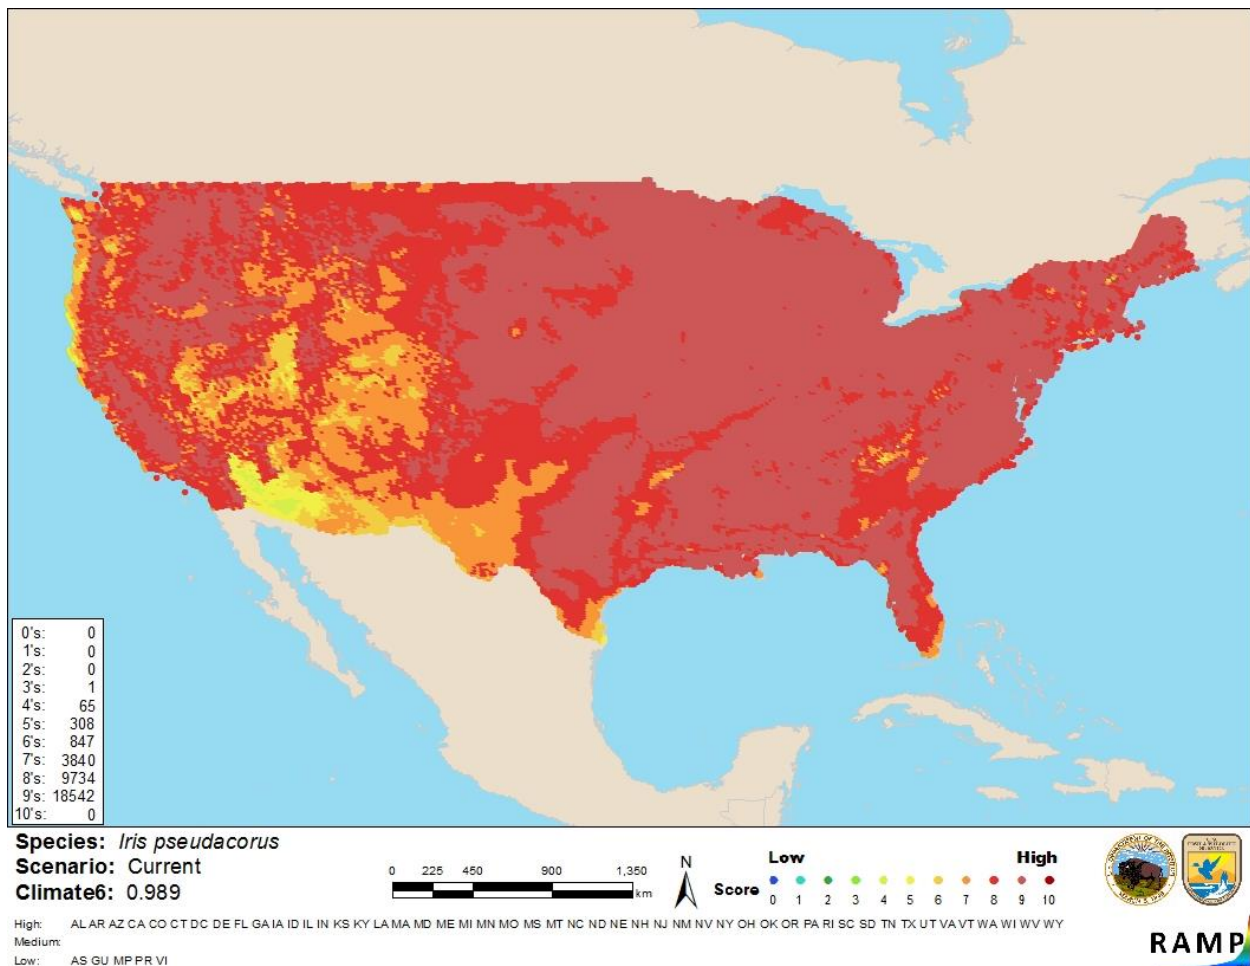 0's: 0
1's: 0
2's: 0
3's: 1
4's: 65
5's: 308
6's: 847
7's: 3840
8's: 9734
9's: 18542
10's: 0
Species: Iris pseudacorus
Scenario: Current
Climate6: 0.989
0 225 450 900 1,350
km
N
Low High
Score 0 1 2 3 4 5 6 7 8 9 10
High: AL AR AZ CA CO CT DC DE FL GA IA ID IL IN KS KY LA MA MD ME MI MN MO MS MT NC ND NE NH NJ NM NV NY OH OK OR PA RI SC SD TN TX UT VA VT WA WI WV WY
Medium:
Low: AS GU MP PR VI
RAMP